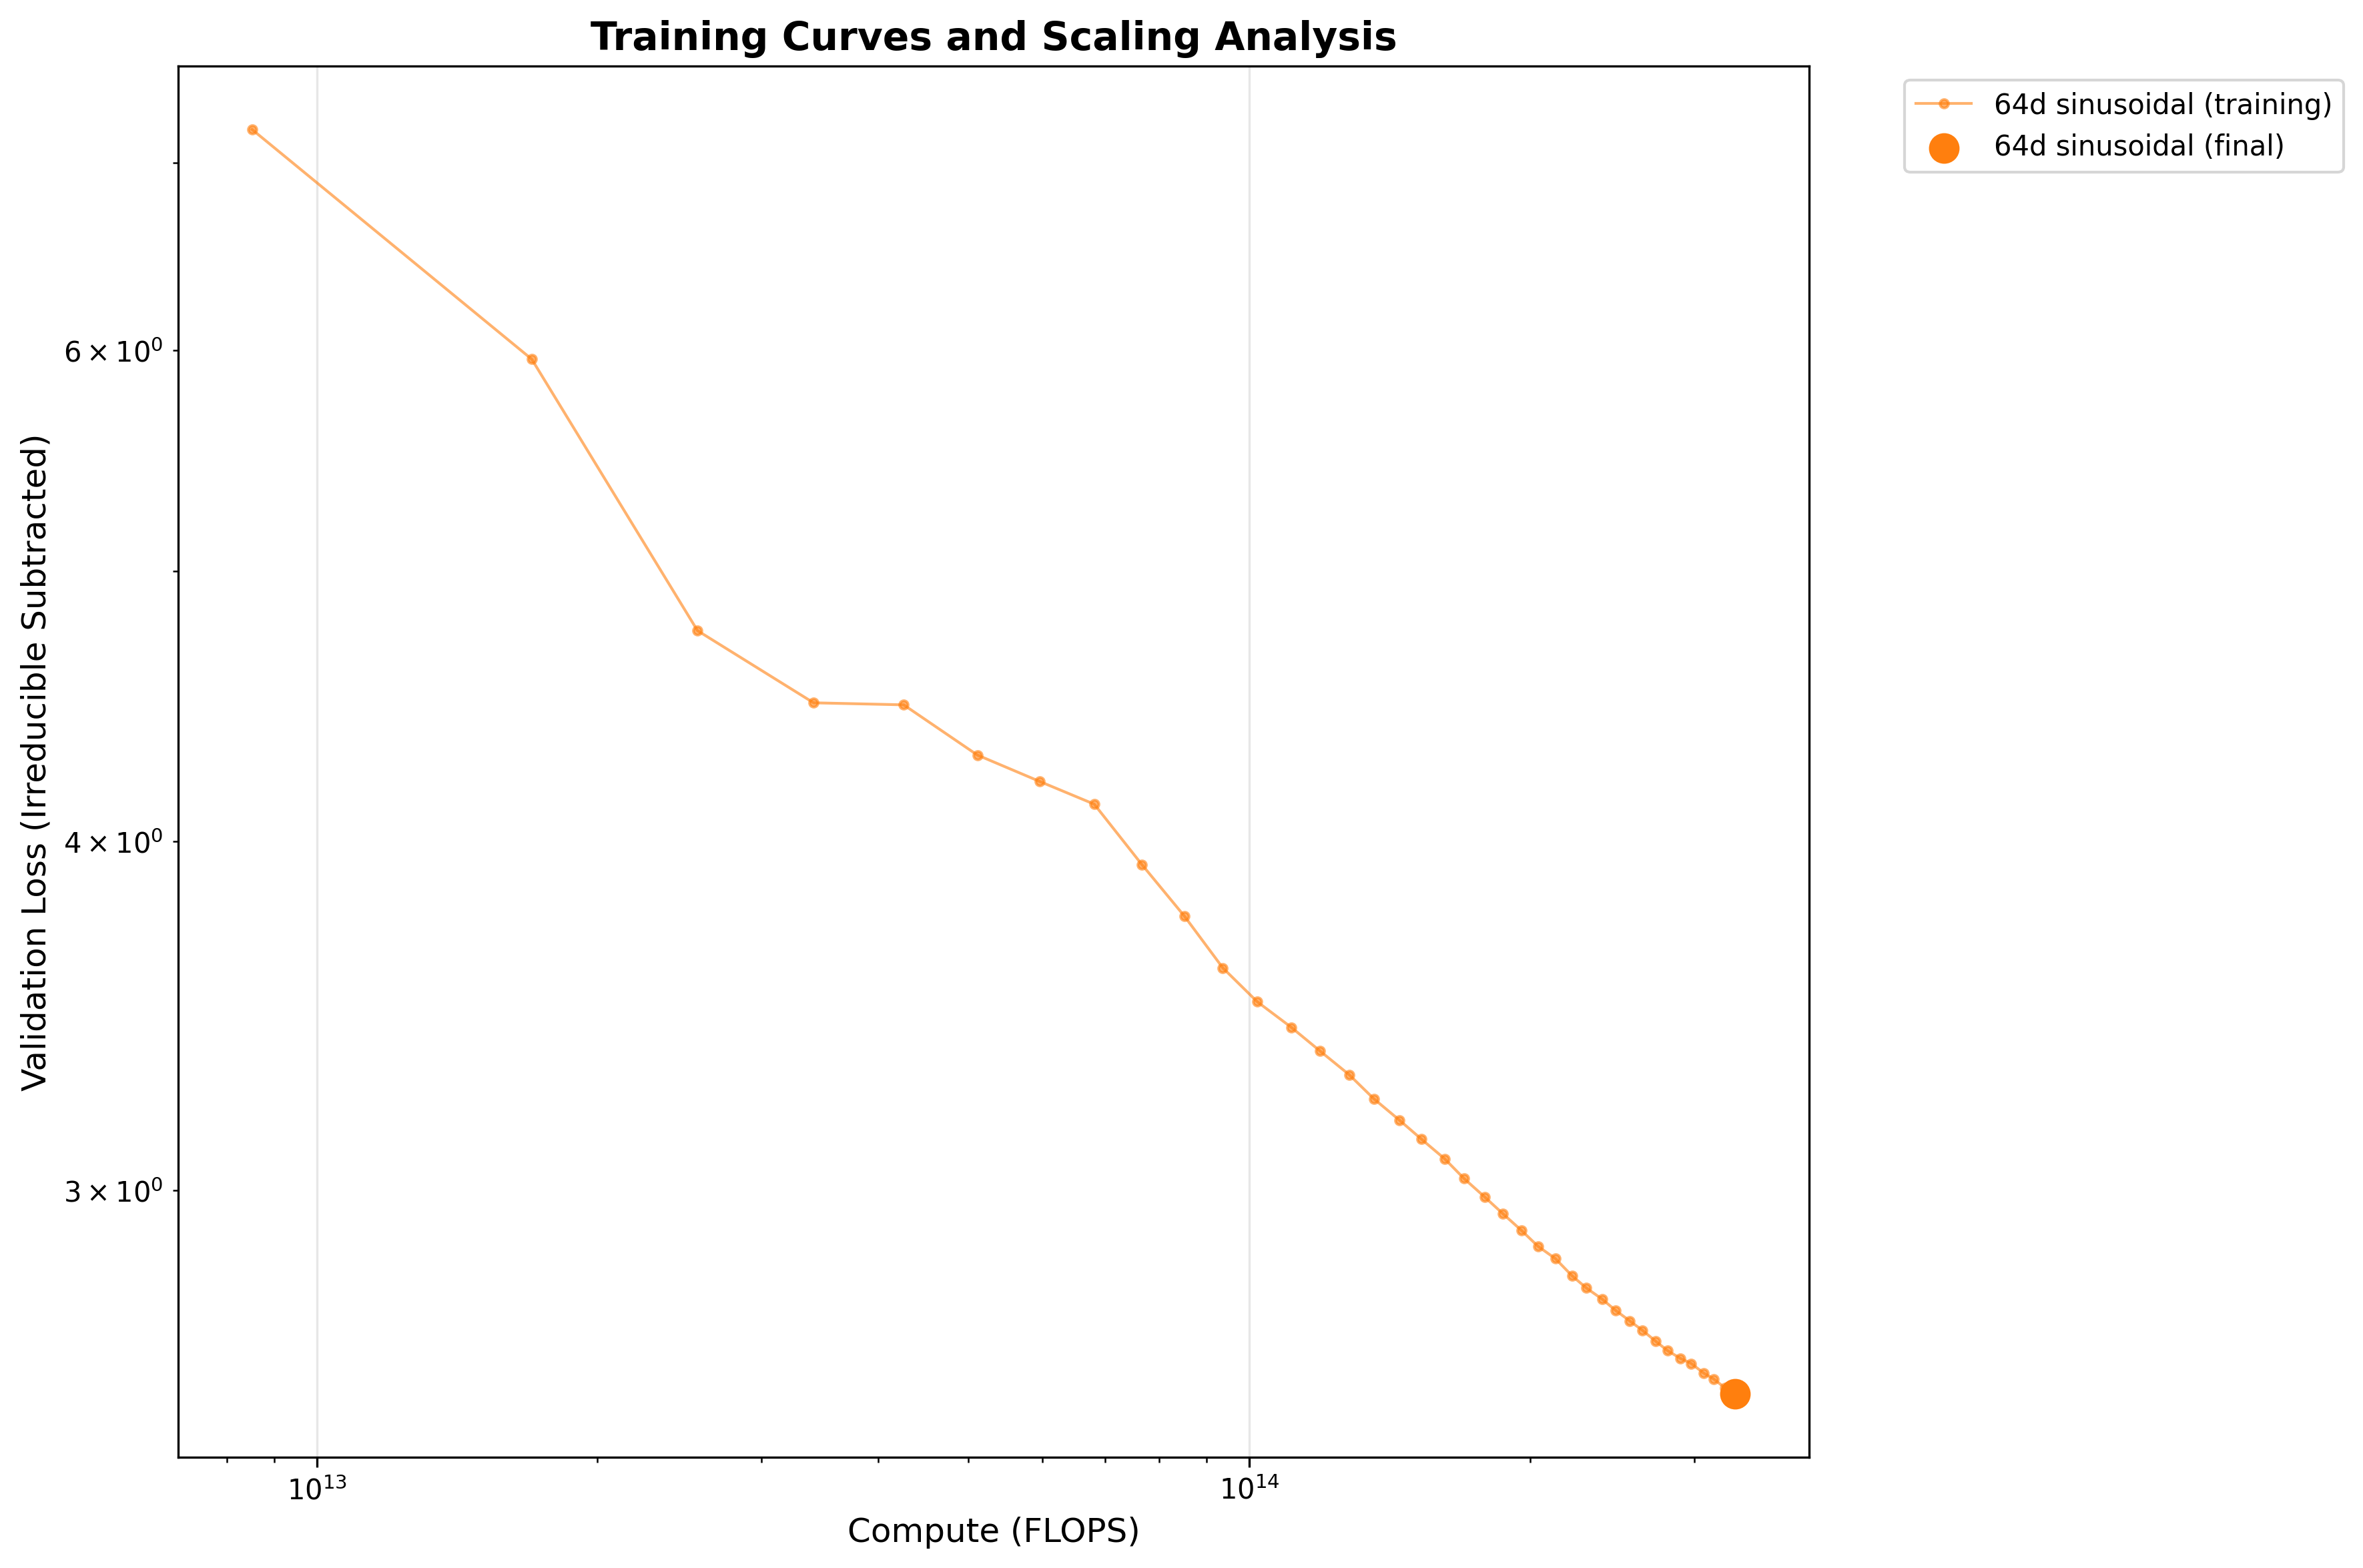 Training Curves and Scaling Analysis
64d sinusoidal (training)
64d sinusoidal (final)
Validation Loss (Irreducible Subtracted)
6 × 10⁰
4 × 10⁰
3 × 10⁰
10¹³
10¹⁴
Compute (FLOPS)